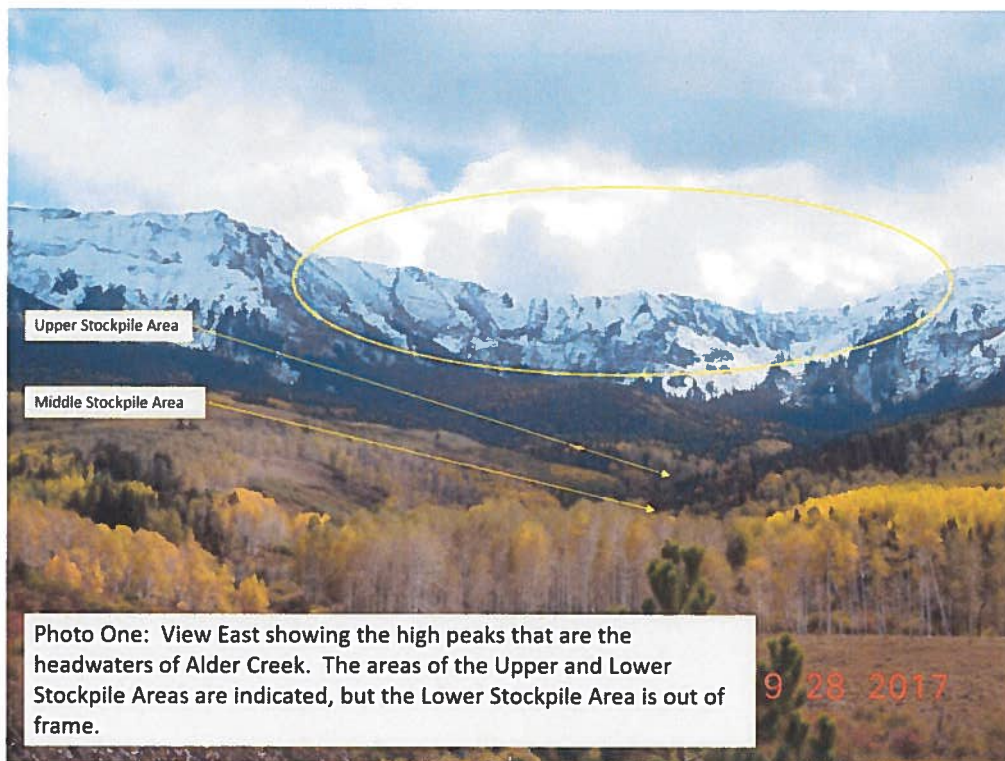 Upper Stockpile Area
Middle Stockpile Area
Photo One:  View East showing the high peaks that are the
headwaters of Alder Creek.  The areas of the Upper and Lower
Stockpile Areas are indicated, but the Lower Stockpile Area is out of
frame.
9 28 2017